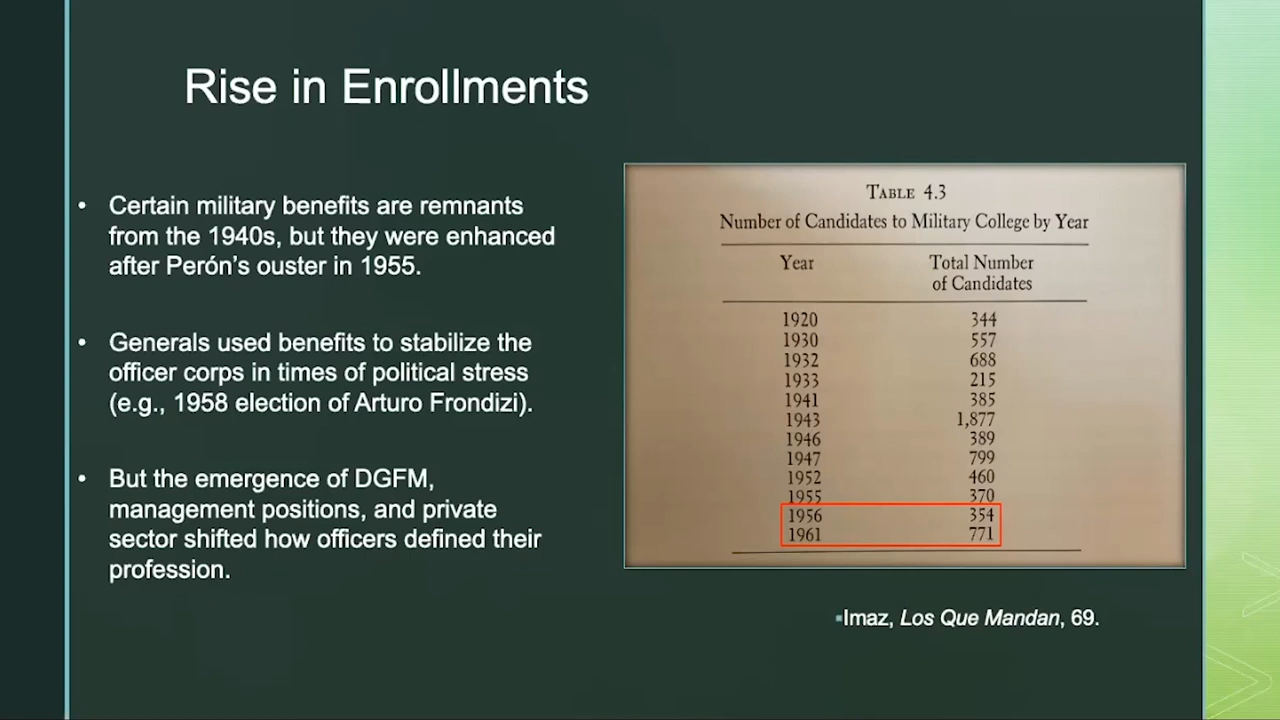 Rise in Enrollments
• Certain military benefits are remnants
from the 1940s, but they were enhanced
after Perón's ouster in 1955.
• Generals used benefits to stabilize the
officer corps in times of political stress
(e.g., 1958 election of Arturo Frondizi).
• But the emergence of DGFM,
management positions, and private
sector shifted how officers defined their
profession.
TABLE 4.3
Number of Candidates to Military College by Year
Year Total Number
of Candidates
1920 344
1930 557
1932 688
1933 215
1941 385
1943 1,877
1946 389
1947 799
1952 460
1955 370
1956 354
1961 771
▪Imaz, Los Que Mandan, 69.